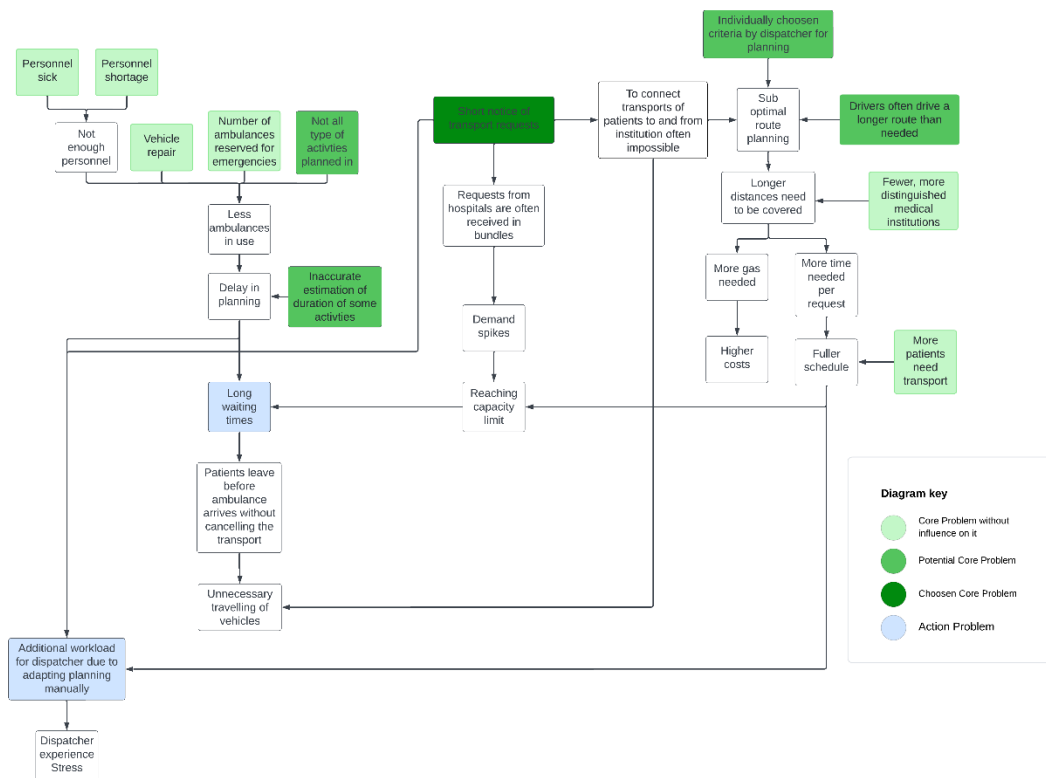 Individually choosen
criteria by dispatcher for
planning
Personnel
sick
Personnel
shortage
Short notice of
transport requests
To connect
transports of
patients to and from
institution often
impossible
Sub
optimal
route
planning
Drivers often drive a
longer route than
needed
Not
enough
personnel
Vehicle
repair
Number of
ambulances
reserved for
emergencies
Not all
type of
activties
planned in
Requests from
hospitals are often
received in
bundles
Longer
distances need
to be covered
Fewer, more
distinguished
medical
institutions
Less
ambulances
in use
More gas
needed
More time
needed
per
request
Delay in
planning
Inaccurate
estimation of
duration of some
activties
Demand
spikes
Higher
costs
Fuller
schedule
More
patients
need
transport
Long
waiting
times
Reaching
capacity
limit
Patients leave
before
ambulance
arrives without
cancelling the
transport
Unnecessary
travelling of
vehicles
Diagram key
Core Problem without
influence on it
Potential Core Problem
Choosen Core Problem
Action Problem
Additional workload
for dispatcher due to
adapting planning
manually
Dispatcher
experience
Stress